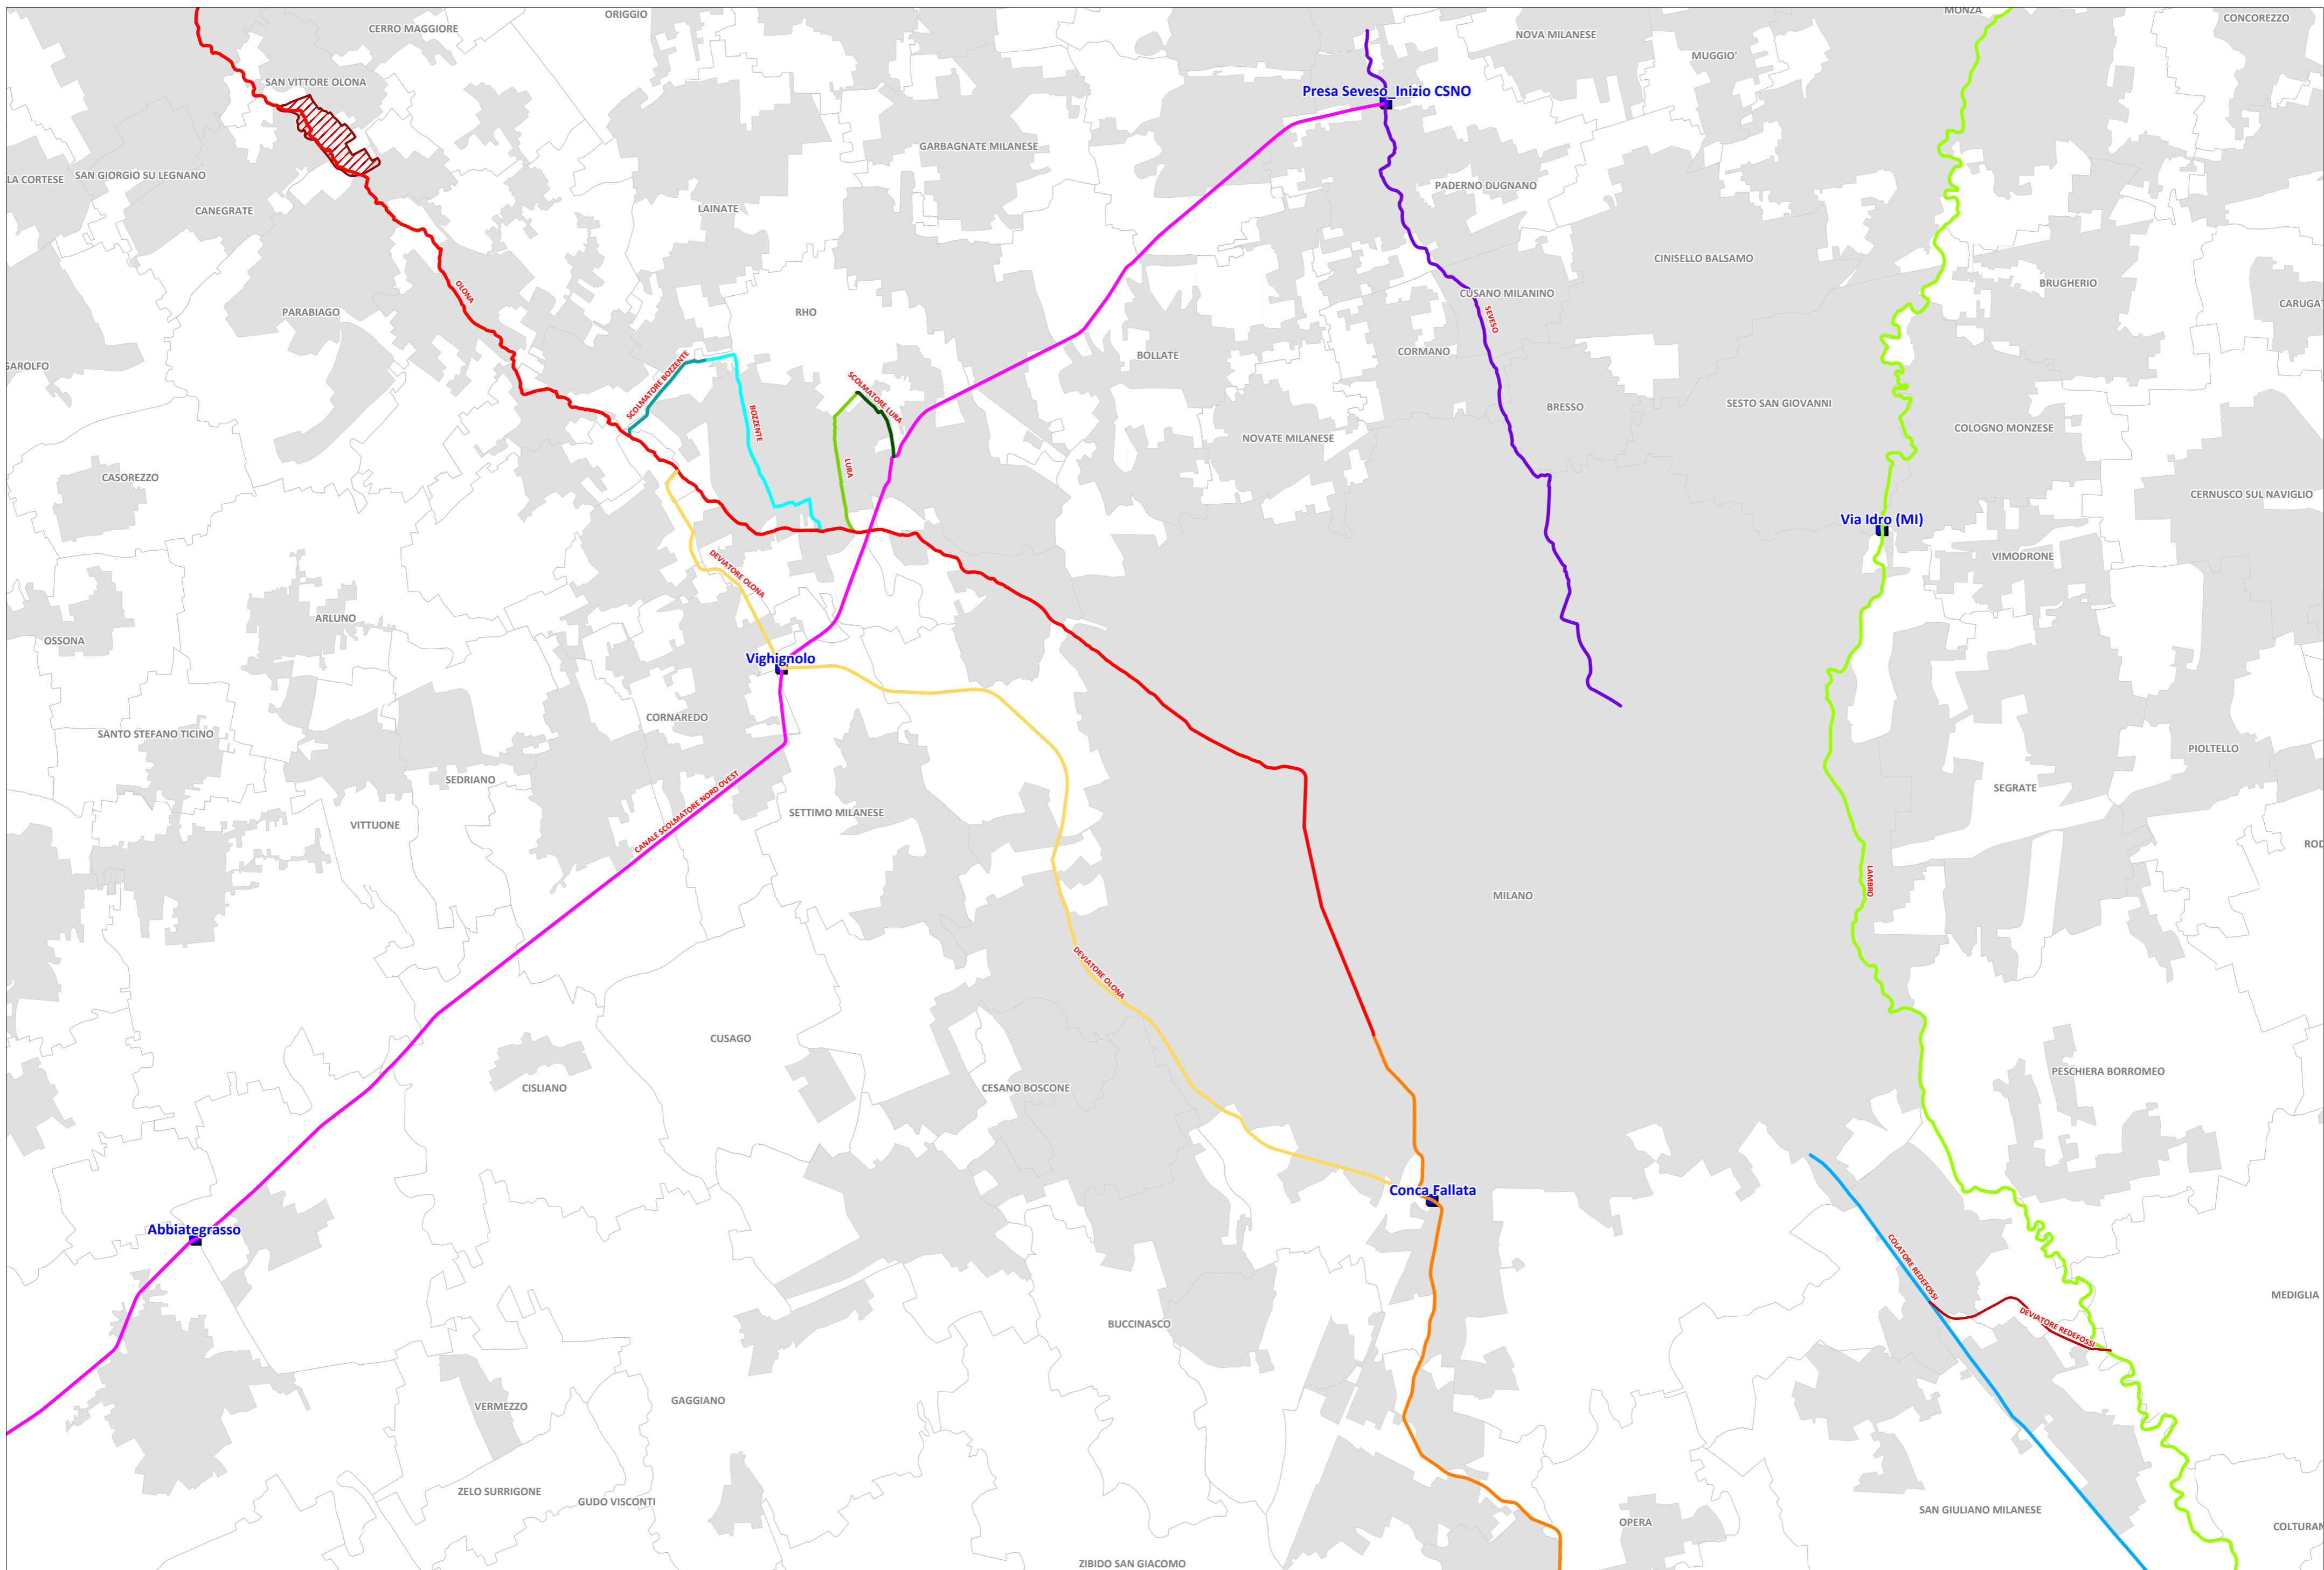 MONZA
ORIGGIO
CONCOREZZO
CERRO MAGGIORE
NOVA MILANESE
MUGGIO'
SAN VITTORE OLONA
Presa Seveso_Inizio CSNO
GARBAGNATE MILANESE
LA CORTESE
SAN GIORGIO SU LEGNANO
PADERNO DUGNANO
CANEGRATE
LAINATE
CINISELLO BALSAMO
BRUGHERIO
OLONA
CUSANO MILANINO
CARUGAT
PARABIAGO
RHO
SEVESO
CORMANO
BOLLATE
GAROLFO
SCOLMATORE BOZZENTE
SCOLMATORE LURA
SESTO SAN GIOVANNI
BRESSO
BOZZENTE
COLOGNO MONZESE
NOVATE MILANESE
LURA
CASOREZZO
CERNUSCO SUL NAVIGLIO
Via Idro (MI)
VIMODRONE
DEVIATORE OLONA
ARLUNO
OSSONA
Vighignolo
CORNAREDO
SANTO STEFANO TICINO
PIOLTELLO
SEDRIANO
SEGRATE
CANALE SCOLMATORE NORD OVEST
SETTIMO MILANESE
VITTUONE
ROD
LAMBRO
MILANO
DEVIATORE OLONA
CUSAGO
PESCHIERA BORROMEO
CISLIANO
CESANO BOSCONE
Conca Fallata
Abbiategrasso
COLATORE REDEFOSSI
MEDIGLIA
BUCCINASCO
DEVIATORE REDEFOSSI
GAGGIANO
VERMEZZO
ZELO SURRIGONE
GUDO VISCONTI
SAN GIULIANO MILANESE
OPERA
COLTURAN
ZIBIDO SAN GIACOMO